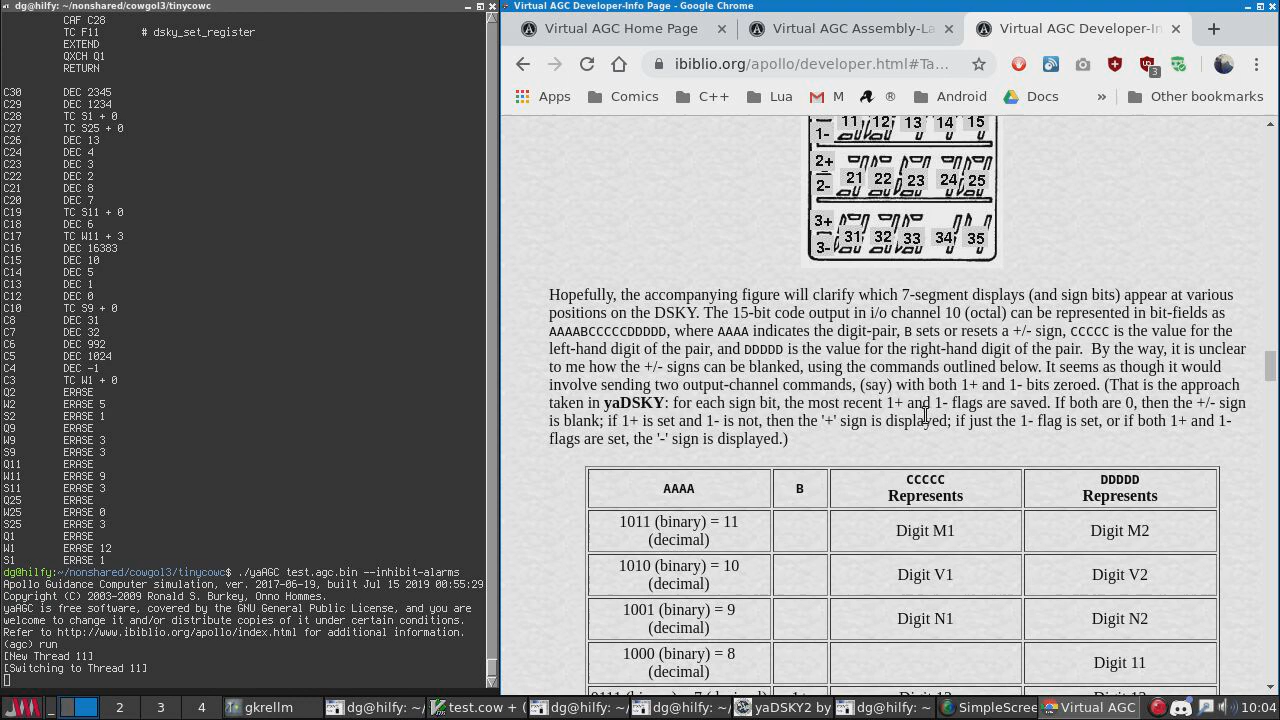 dg@hilfy: ~/nonshared/cowgol3/tinycowc
CAF C28
TC F11 # dsky_set_register
EXTEND
QXCH Q1
RETURN
C30 DEC 2345
C29 DEC 1234
C28 TC S1 + 0
C27 TC S25 + 0
C26 DEC 13
C24 DEC 4
C23 DEC 3
C22 DEC 2
C21 DEC 8
C20 DEC 7
C19 TC S11 + 0
C18 DEC 6
C17 TC W11 + 3
C16 DEC 16383
C15 DEC 10
C14 DEC 5
C13 DEC 1
C12 DEC 0
C10 TC S9 + 0
C8 DEC 31
C7 DEC 32
C6 DEC 992
C5 DEC 1024
C4 DEC -1
C3 TC W1 + 0
Q2 ERASE
W2 ERASE 5
S2 ERASE 1
Q9 ERASE
W9 ERASE 3
S9 ERASE 3
Q11 ERASE
W11 ERASE 9
S11 ERASE 3
Q25 ERASE
W25 ERASE 0
S25 ERASE 3
Q1 ERASE
W1 ERASE 12
S1 ERASE 1
dg@hilfy:~/nonshared/cowgol3/tinycowc$ ./yaAGC test.agc.bin --inhibit-alarms
Apollo Guidance Computer simulation, ver. 2017-06-19, built Jul 15 2019 00:55:29
Copyright (C) 2003-2009 Ronald S. Burkey, Onno Hommes.
yaAGC is free software, covered by the GNU General Public License, and you are
welcome to change it and/or distribute copies of it under certain conditions.
Refer to http://www.ibiblio.org/apollo/index.html for additional information.
(agc) run
[New Thread 11]
[Switching to Thread 11]
Virtual AGC Developer-Info Page - Google Chrome
Virtual AGC Home Page
Virtual AGC Assembly-La
Virtual AGC Developer-In
ibiblio.org/apollo/developer.html#Ta...
3
Apps Comics C++ Lua M Android Docs » Other bookmarks
1- 11 12 13 14 15
2+
2- 21 22 23 24 25
3+
3- 31 32 33 34 35
Hopefully, the accompanying figure will clarify which 7-segment displays (and sign bits) appear at various
positions on the DSKY. The 15-bit code output in i/o channel 10 (octal) can be represented in bit-fields as
AAAABCCCCCDDDDD, where AAAA indicates the digit-pair, B sets or resets a +/- sign, CCCCC is the value for the
left-hand digit of the pair, and DDDDD is the value for the right-hand digit of the pair. By the way, it is unclear
to me how the +/- signs can be blanked, using the commands outlined below. It seems as though it would
involve sending two output-channel commands, (say) with both 1+ and 1- bits zeroed. (That is the approach
taken in yaDSKY: for each sign bit, the most recent 1+ and 1- flags are saved. If both are 0, then the +/- sign
is blank; if 1+ is set and 1- is not, then the '+' sign is displayed; if just the 1- flag is set, or if both 1+ and 1-
flags are set, the '-' sign is displayed.)
AAAA B CCCCC Represents DDDDD Represents
1011 (binary) = 11 (decimal) Digit M1 Digit M2
1010 (binary) = 10 (decimal) Digit V1 Digit V2
1001 (binary) = 9 (decimal) Digit N1 Digit N2
1000 (binary) = 8 (decimal) Digit 11
2 3 4 gkrellm dg@hilfy: ~/ test.cow + ( dg@hilfy: ~/ dg@hilfy: ~/ yaDSKY2 by dg@hilfy: ~ SimpleScree Virtual AGC 10:04